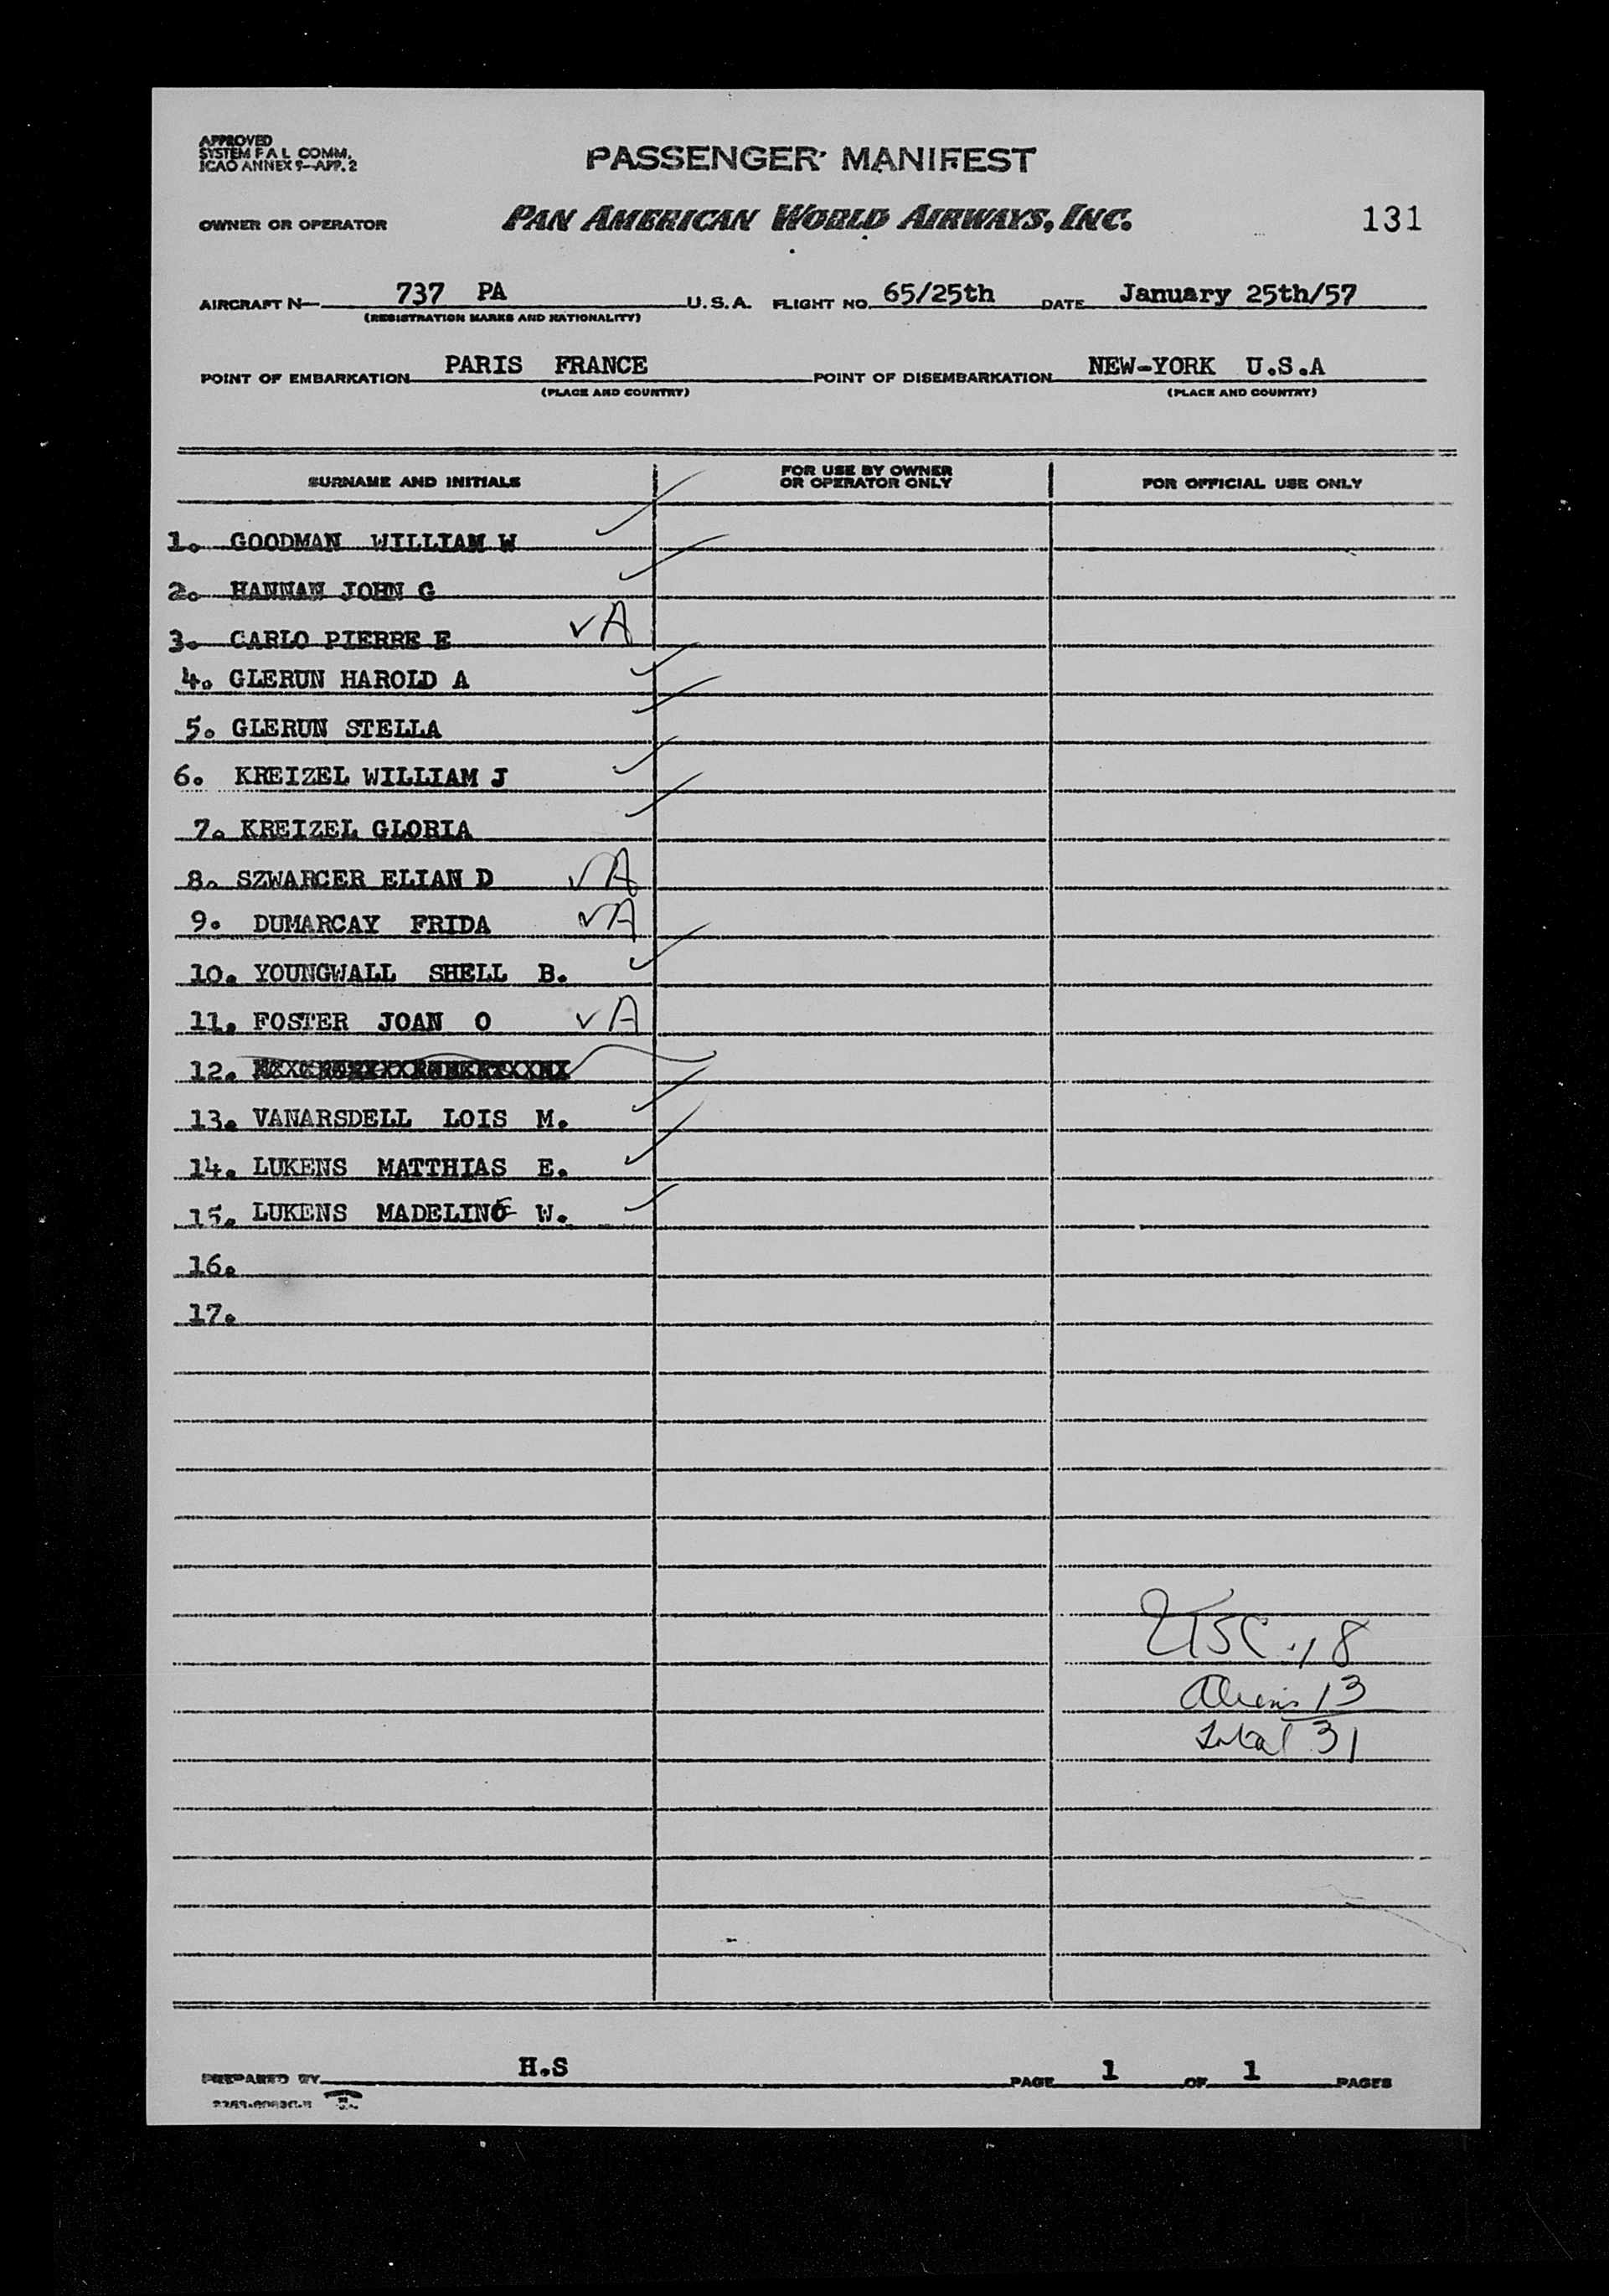 APPROVED
SYSTEM F A L COMM.
ICAO ANNEX 9-APP. 2
PASSENGER MANIFEST
OWNER OR OPERATOR PAN AMERICAN WORLD AIRWAYS, INC. 131
AIRCRAFT N- 737 PA U.S.A. FLIGHT NO. 65/25th DATE January 25th/57
(REGISTRATION MARKS AND NATIONALITY)
POINT OF EMBARKATION PARIS FRANCE POINT OF DISEMBARKATION NEW-YORK U.S.A
(PLACE AND COUNTRY) (PLACE AND COUNTRY)
SURNAME AND INITIALS FOR USE BY OWNER OR OPERATOR ONLY FOR OFFICIAL USE ONLY
1. GOODMAN WILLIAM W ✓
2. HANNAN JOHN G ✓
3. CARLO PIERRE E ✓A
4. GLERUN HAROLD A ✓
5. GLERUN STELLA ✓
6. KREIZEL WILLIAM J ✓
7. KREIZEL GLORIA ✓
8. SZWARCER ELIAN D ✓A
9. DUMARCAY FRIDA ✓A
10. YOUNGWALL SHELL B. ✓
11. FOSTER JOAN O ✓A
12.
13. VANARSDELL LOIS M. ✓
14. LUKENS MATTHIAS E. ✓
15. LUKENS MADELINE W. ✓
16.
17.
USC 18
Aliens 13
Total 31
PREPARED BY H.S PAGE 1 OF 1 PAGES